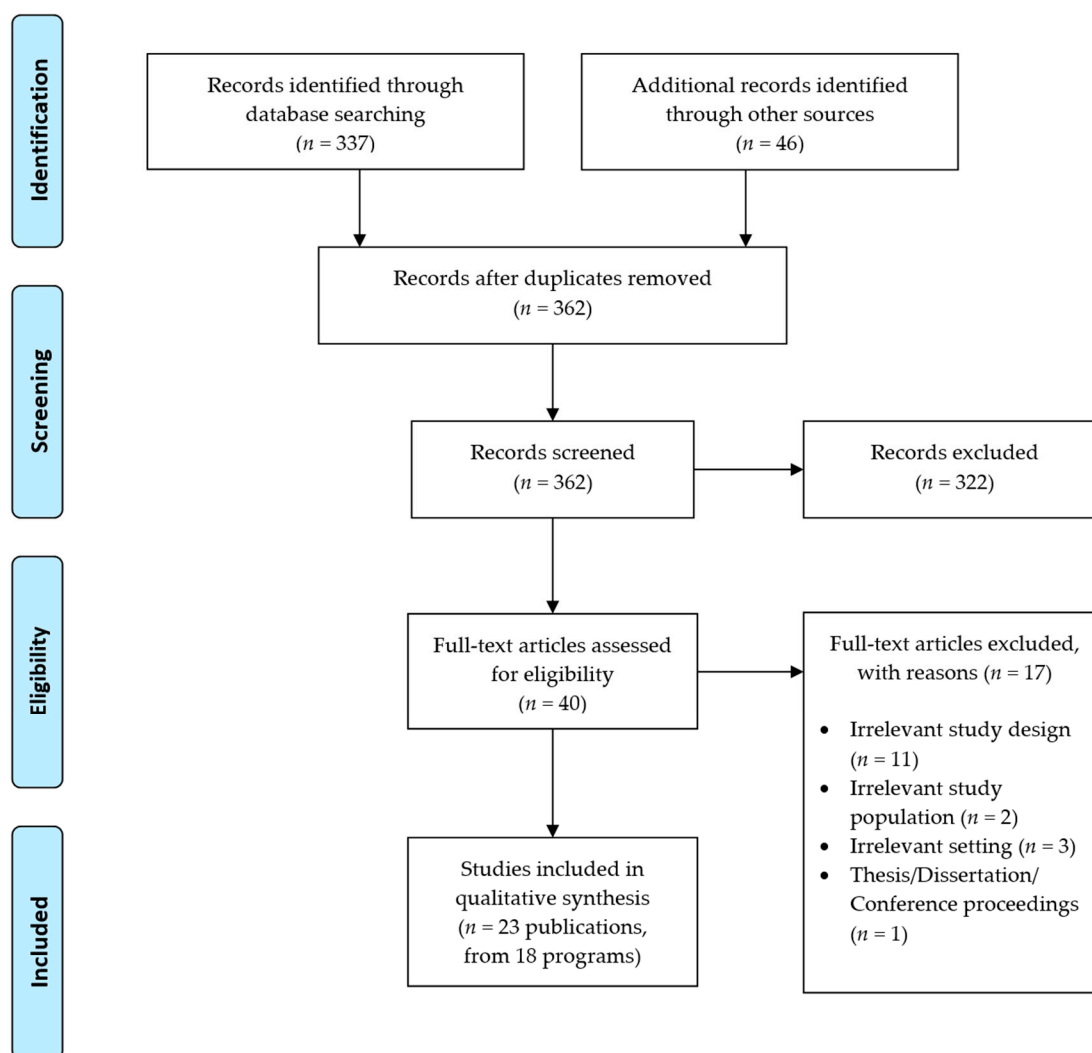 Identification
Records identified through
database searching
(n = 337)
Additional records identified
through other sources
(n = 46)
Records after duplicates removed
(n = 362)
Screening
Records screened
(n = 362)
Records excluded
(n = 322)
Eligibility
Full-text articles assessed
for eligibility
(n = 40)
Full-text articles excluded,
with reasons (n = 17)
• Irrelevant study design
(n = 11)
• Irrelevant study
population (n = 2)
• Irrelevant setting (n = 3)
• Thesis/Dissertation/
Conference proceedings
(n = 1)
Included
Studies included in
qualitative synthesis
(n = 23 publications,
from 18 programs)